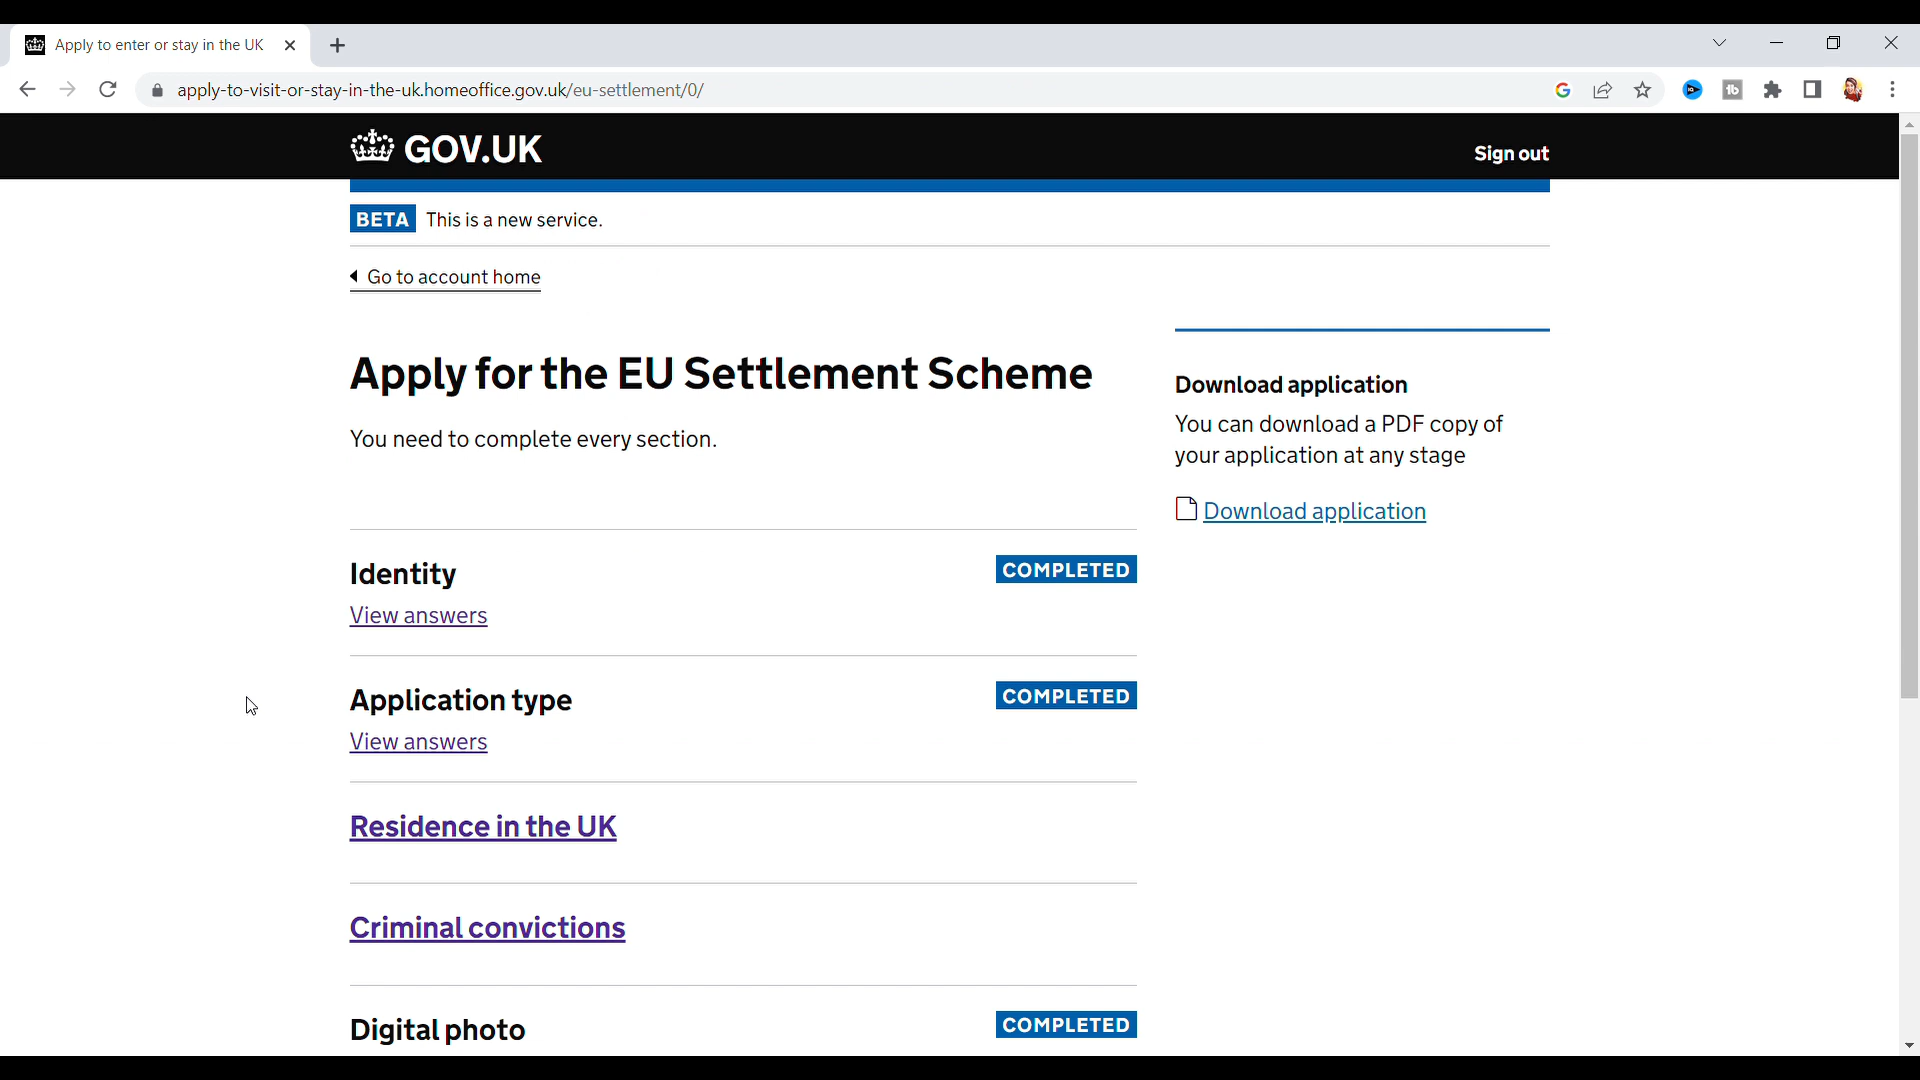 Apply to enter or stay in the UK
apply-to-visit-or-stay-in-the-uk.homeoffice.gov.uk/eu-settlement/0/
GOV.UK
Sign out
BETA This is a new service.
Go to account home
Apply for the EU Settlement Scheme
You need to complete every section.
Download application
You can download a PDF copy of
your application at any stage
Download application
Identity
COMPLETED
View answers
Application type
COMPLETED
View answers
Residence in the UK
Criminal convictions
Digital photo
COMPLETED